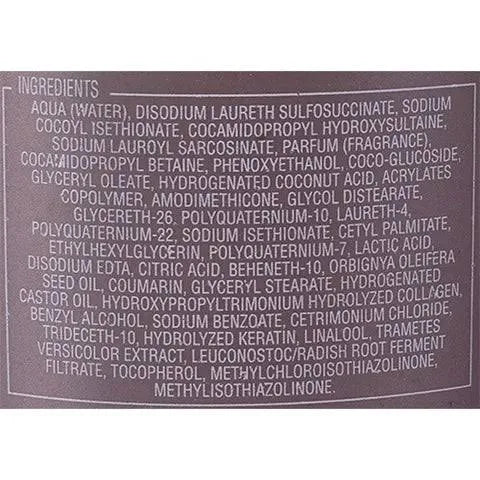 INGREDIENTS
AQUA (WATER), DISODIUM LAURETH SULFOSUCCINATE, SODIUM
COCOYL ISETHIONATE, COCAMIDOPROPYL HYDROXYSULTAINE,
SODIUM LAUROYL SARCOSINATE, PARFUM (FRAGRANCE),
COCAMIDOPROPYL BETAINE, PHENOXYETHANOL, COCO-GLUCOSIDE,
GLYCERYL OLEATE, HYDROGENATED COCONUT ACID, ACRYLATES
COPOLYMER, AMODIMETHICONE, GLYCOL DISTEARATE,
GLYCERETH-26, POLYQUATERNIUM-10, LAURETH-4,
POLYQUATERNIUM-22, SODIUM ISETHIONATE, CETYL PALMITATE,
ETHYLHEXYLGLYCERIN, POLYQUATERNIUM-7, LACTIC ACID,
DISODIUM EDTA, CITRIC ACID, BEHENETH-10, ORBIGNYA OLEIFERA
SEED OIL, COUMARIN, GLYCERYL STEARATE, HYDROGENATED
CASTOR OIL, HYDROXYPROPYLTRIMONIUM HYDROLYZED COLLAGEN,
BENZYL ALCOHOL, SODIUM BENZOATE, CETRIMONIUM CHLORIDE,
TRIDECETH-10, HYDROLYZED KERATIN, LINALOOL, TRAMETES
VERSICOLOR EXTRACT, LEUCONOSTOC/RADISH ROOT FERMENT
FILTRATE, TOCOPHEROL, METHYLCHLOROISOTHIAZOLINONE,
METHYLISOTHIAZOLINONE.